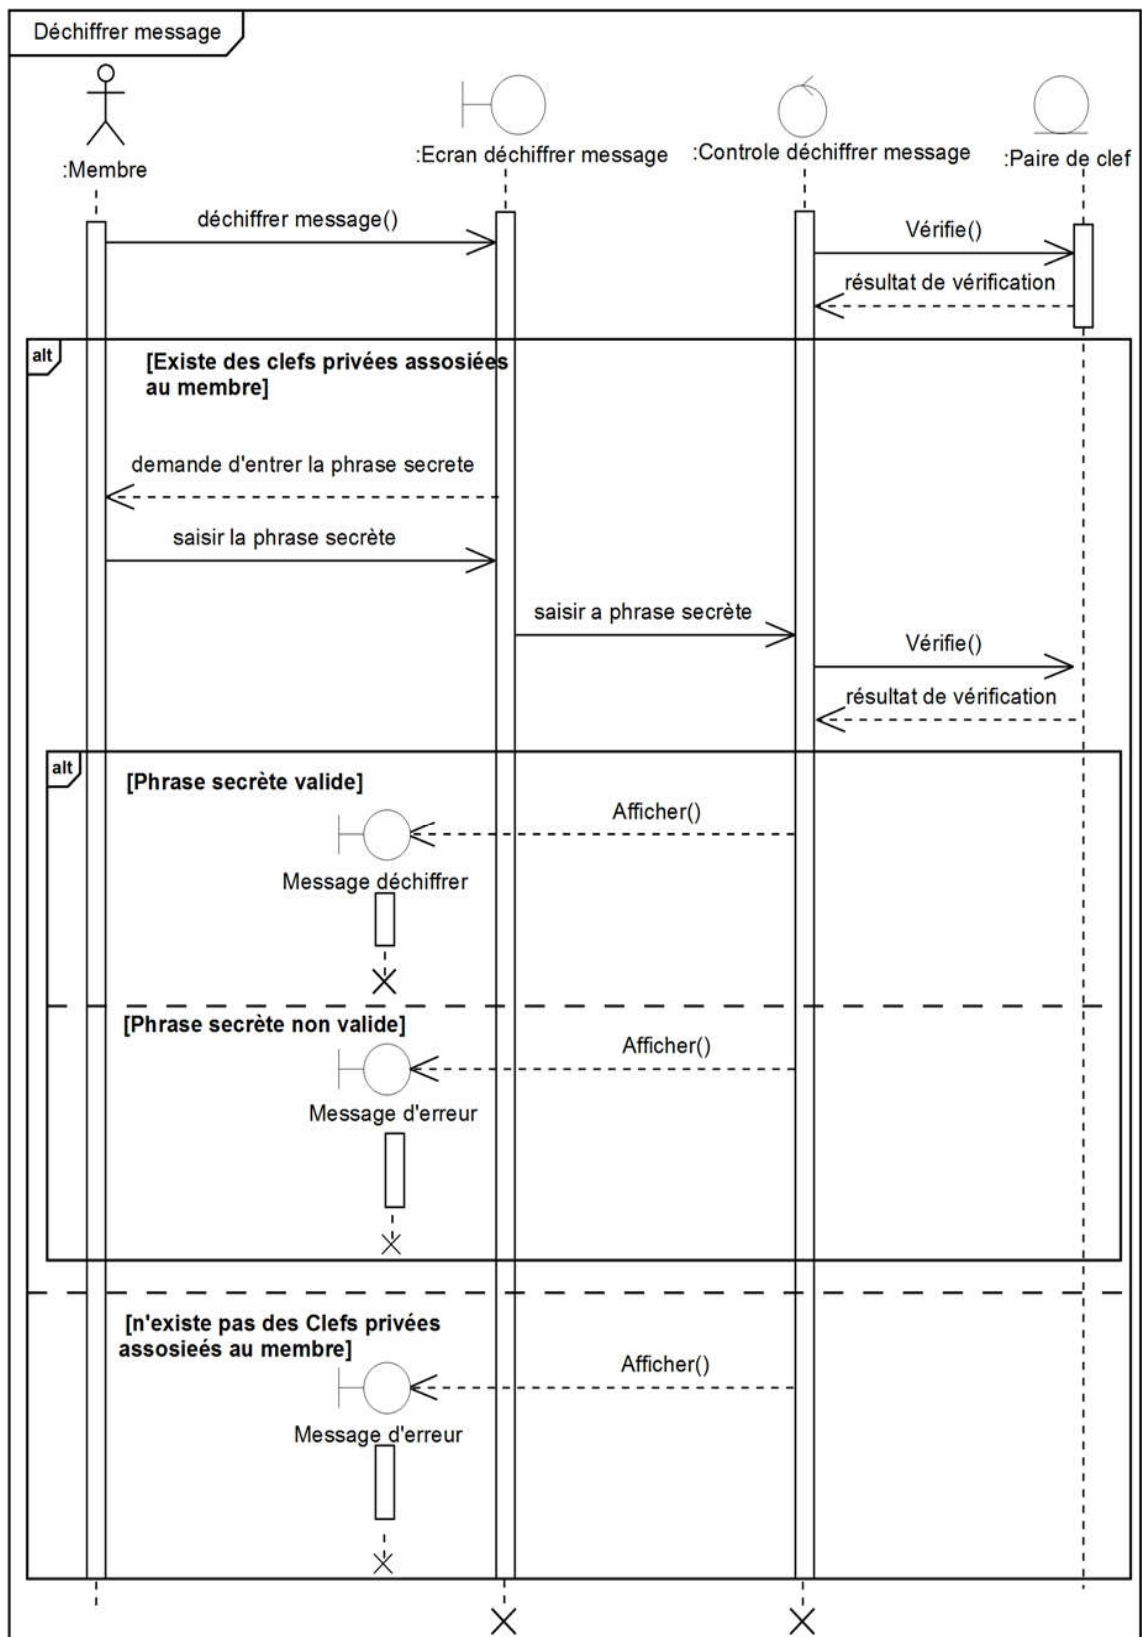 Déchiffrer message
:Membre
:Ecran déchiffrer message
:Controle déchiffrer message
:Paire de clef
déchiffrer message()
Vérifie()
résultat de vérification
alt
[Existe des clefs privées assosiées
au membre]
demande d'entrer la phrase secrete
saisir la phrase secrète
saisir a phrase secrète
Vérifie()
résultat de vérification
alt
[Phrase secrète valide]
Afficher()
Message déchiffrer
[Phrase secrète non valide]
Afficher()
Message d'erreur
[n'existe pas des Clefs privées
assosieés au membre]
Afficher()
Message d'erreur